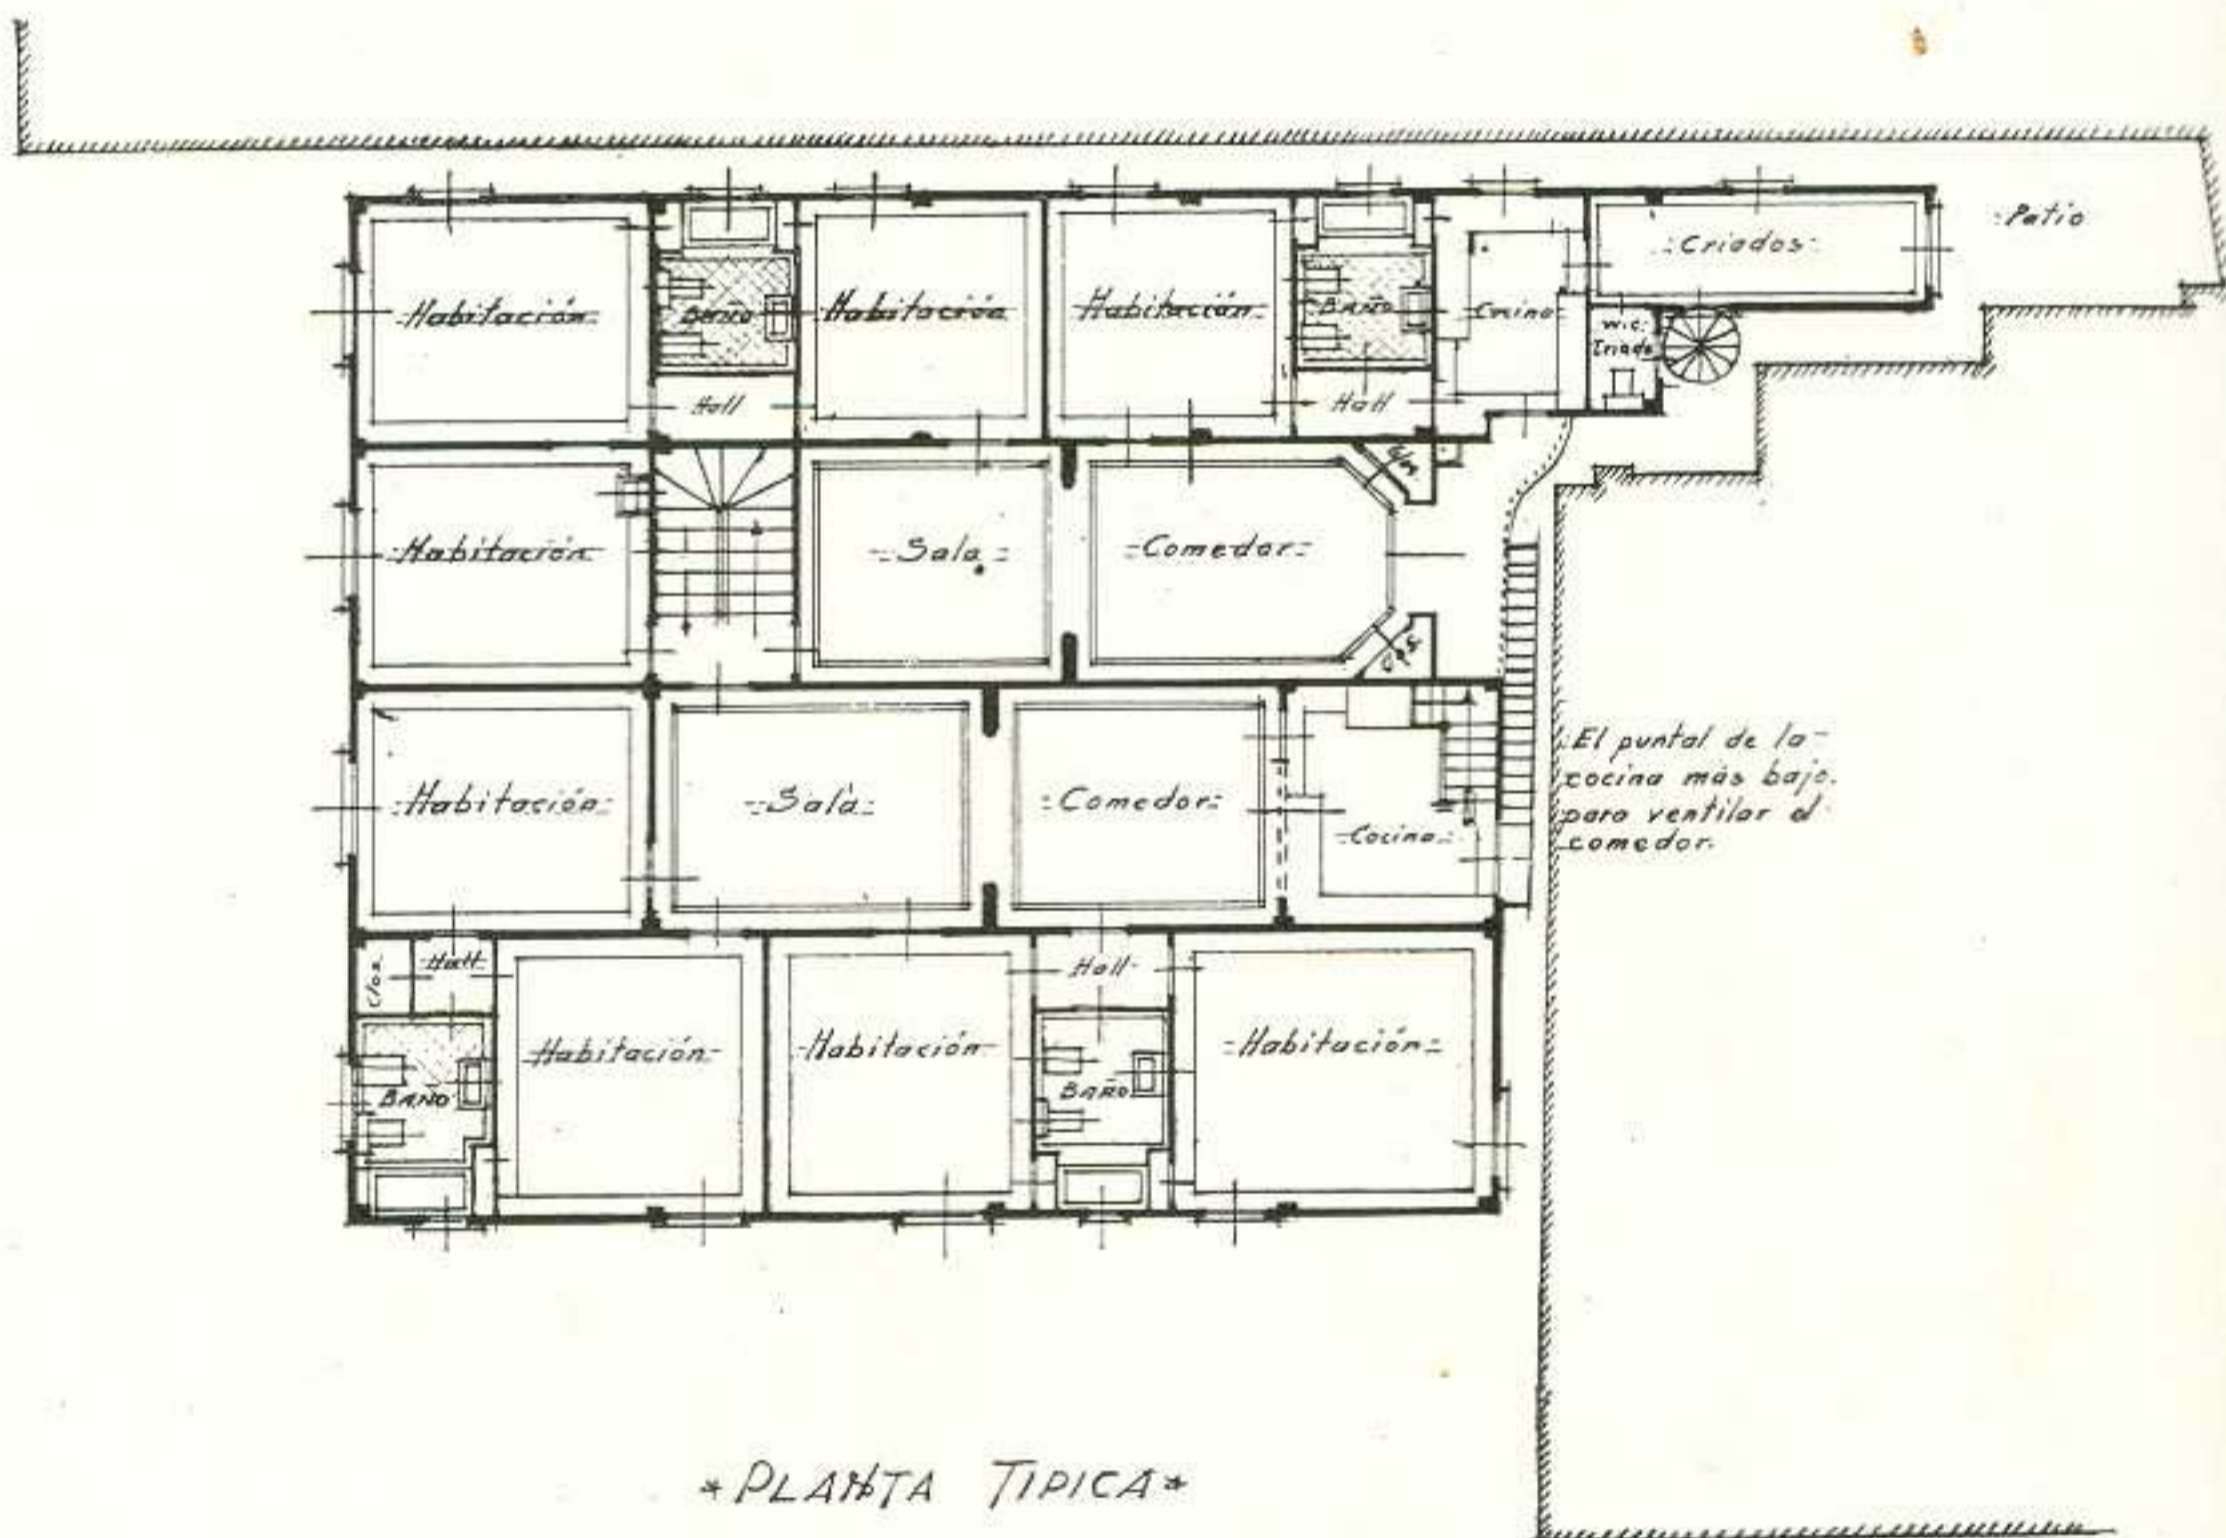 Patio
Criados
Habitación
Baño
Habitación
Habitación
Baño
Cocina
W.C.
Criado
Hall
Hall
Habitación
Sala
Comedor
Habitación
Sala
Comedor
Cocina
El puntal de la
cocina más bajo.
para ventilar el
comedor.
Clos.
Hall
Hall
Habitación
Habitación
Habitación
BAÑO
BAÑO
*PLANTA TIPICA*